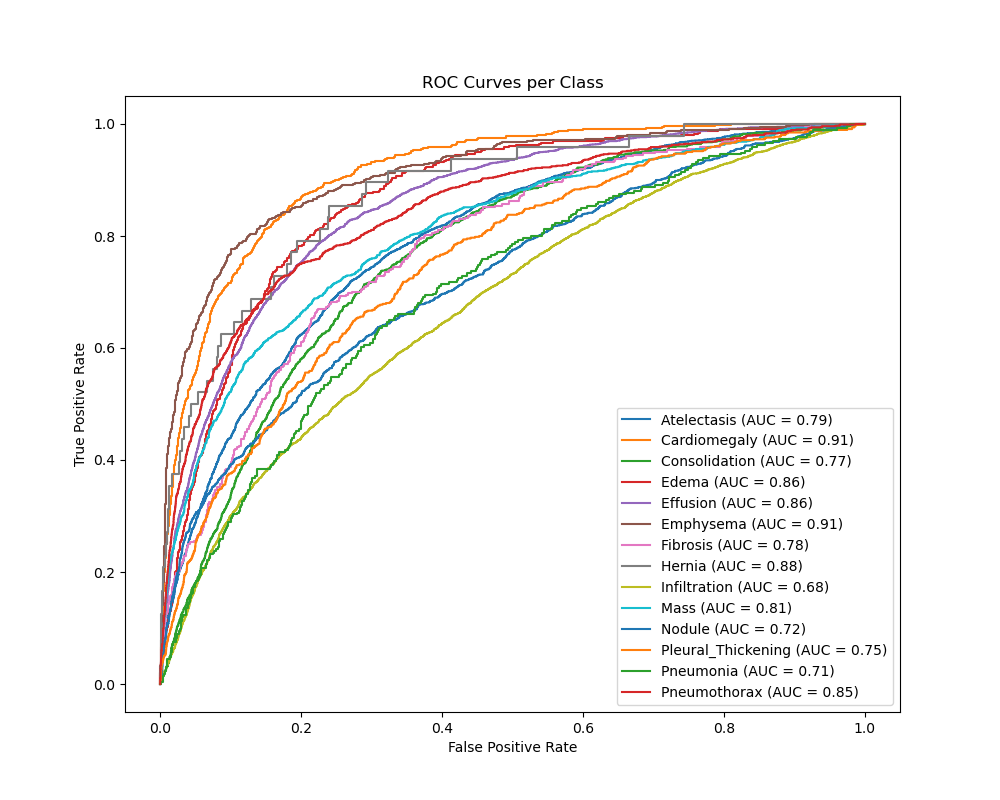 ROC Curves per Class
True Positive Rate
1.0
0.8
0.6
0.4
0.2
0.0
Atelectasis (AUC = 0.79)
Cardiomegaly (AUC = 0.91)
Consolidation (AUC = 0.77)
Edema (AUC = 0.86)
Effusion (AUC = 0.86)
Emphysema (AUC = 0.91)
Fibrosis (AUC = 0.78)
Hernia (AUC = 0.88)
Infiltration (AUC = 0.68)
Mass (AUC = 0.81)
Nodule (AUC = 0.72)
Pleural_Thickening (AUC = 0.75)
Pneumonia (AUC = 0.71)
Pneumothorax (AUC = 0.85)
0.0 0.2 0.4 0.6 0.8 1.0
False Positive Rate